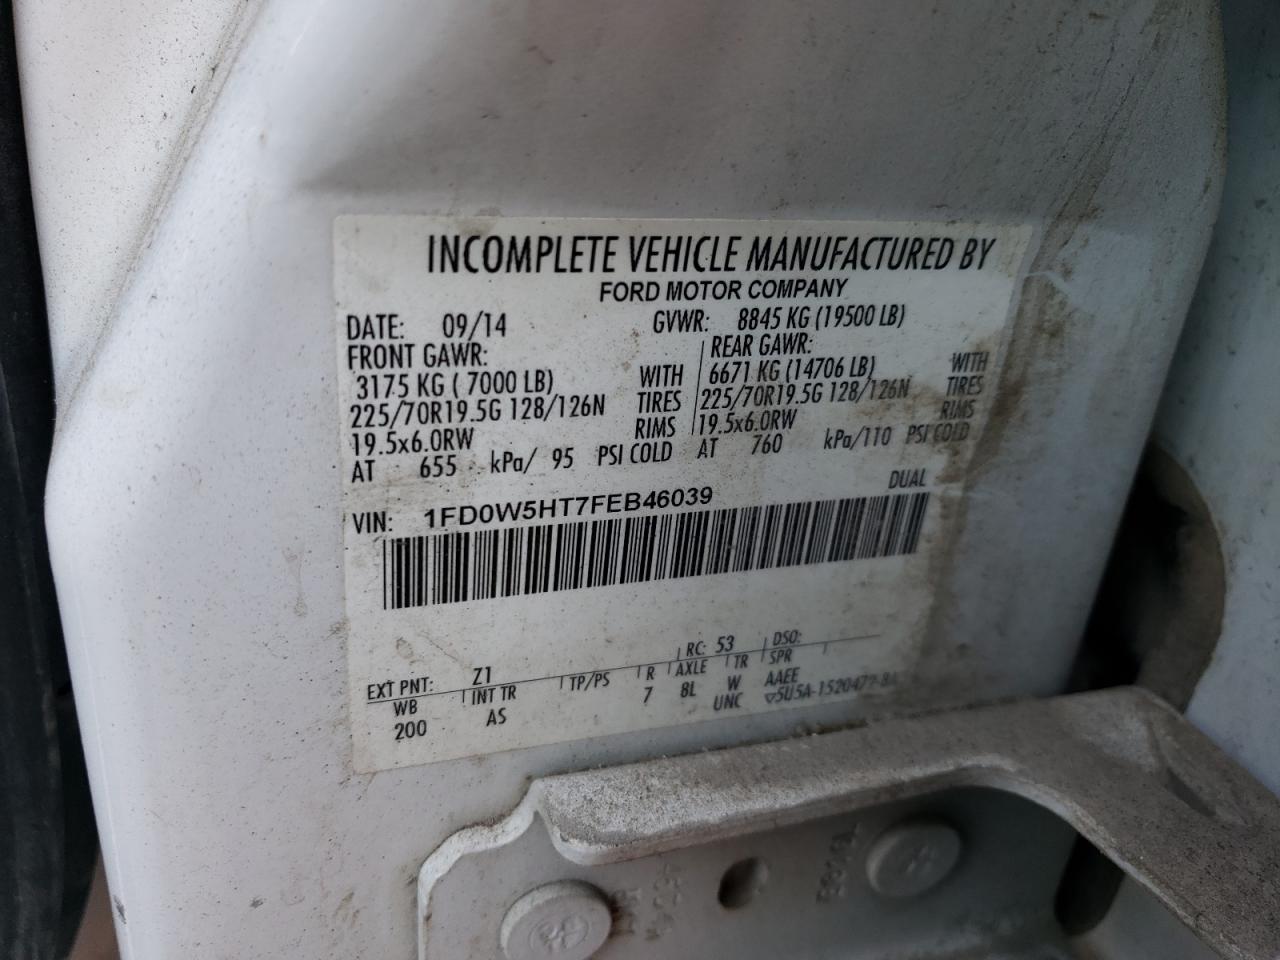 INCOMPLETE VEHICLE MANUFACTURED BY
FORD MOTOR COMPANY
DATE: 09/14 GVWR: 8845 KG (19500 LB)
FRONT GAWR: REAR GAWR:
3175 KG ( 7000 LB) WITH 6671 KG (14706 LB) WITH
225/70R19.5G 128/126N TIRES 225/70R19.5G 128/126N TIRES
19.5x6.0RW RIMS 19.5x6.0RW RIMS
AT 655 kPa/ 95 PSI COLD AT 760 kPa/110 PSI COLD
DUAL
VIN: 1FD0W5HT7FEB46039
EXT PNT: Z1 RC: 53 DSO:
WB INT TR TP/PS R AXLE TR SPR
200 AS 7 8L W AAEE
UNC